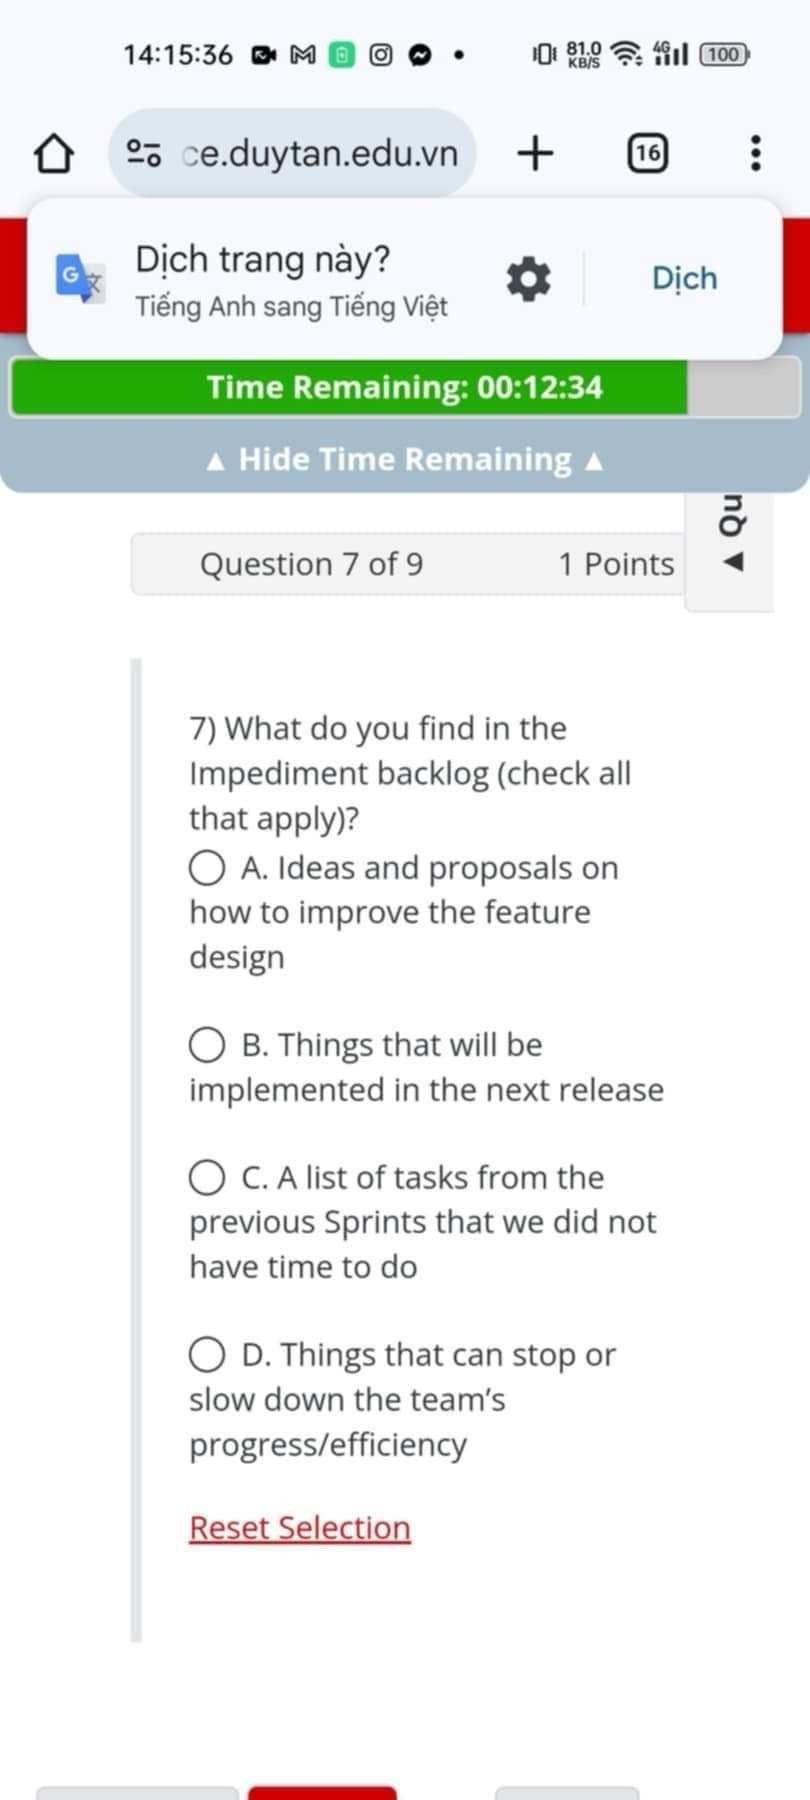 14:15:36
81.0
KB/S
4G
100
ce.duytan.edu.vn
16
G
文
Dịch trang này?
Tiếng Anh sang Tiếng Việt
Dịch
Time Remaining: 00:12:34
▲ Hide Time Remaining ▲
Qu
Question 7 of 9
1 Points
7) What do you find in the
Impediment backlog (check all
that apply)?
A. Ideas and proposals on
how to improve the feature
design
B. Things that will be
implemented in the next release
C. A list of tasks from the
previous Sprints that we did not
have time to do
D. Things that can stop or
slow down the team's
progress/efficiency
Reset Selection